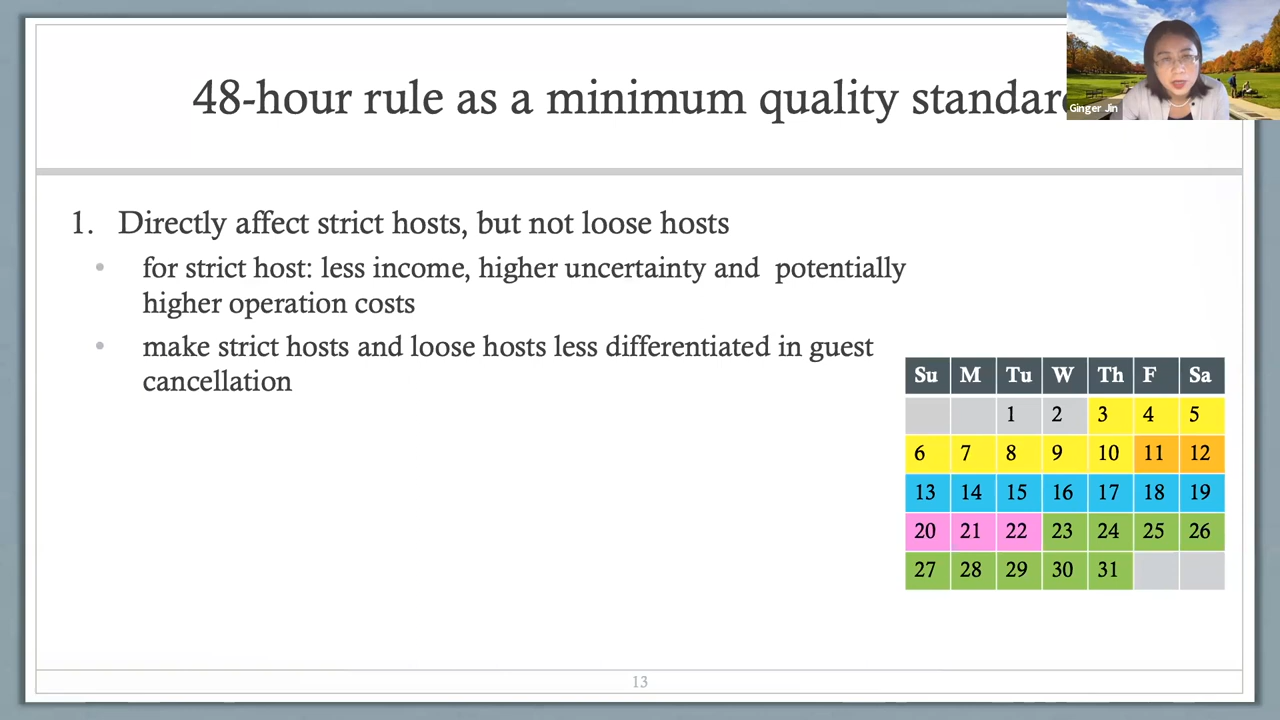 48-hour rule as a minimum quality standard
Ginger Jin
1. Directly affect strict hosts, but not loose hosts
• for strict host: less income, higher uncertainty and potentially
higher operation costs
• make strict hosts and loose hosts less differentiated in guest
cancellation
Su M Tu W Th F Sa
1 2 3 4 5
6 7 8 9 10 11 12
13 14 15 16 17 18 19
20 21 22 23 24 25 26
27 28 29 30 31
13